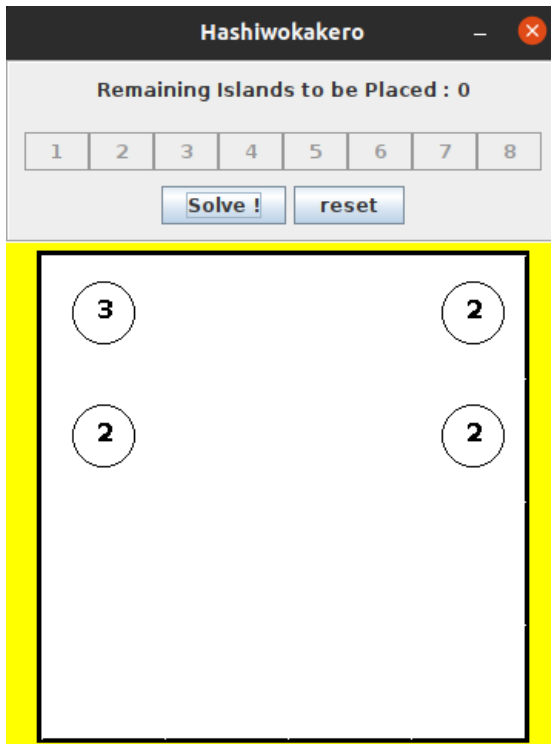 Hashiwokakero
Remaining Islands to be Placed : 0
1 2 3 4 5 6 7 8
Solve ! reset
3 2
2 2